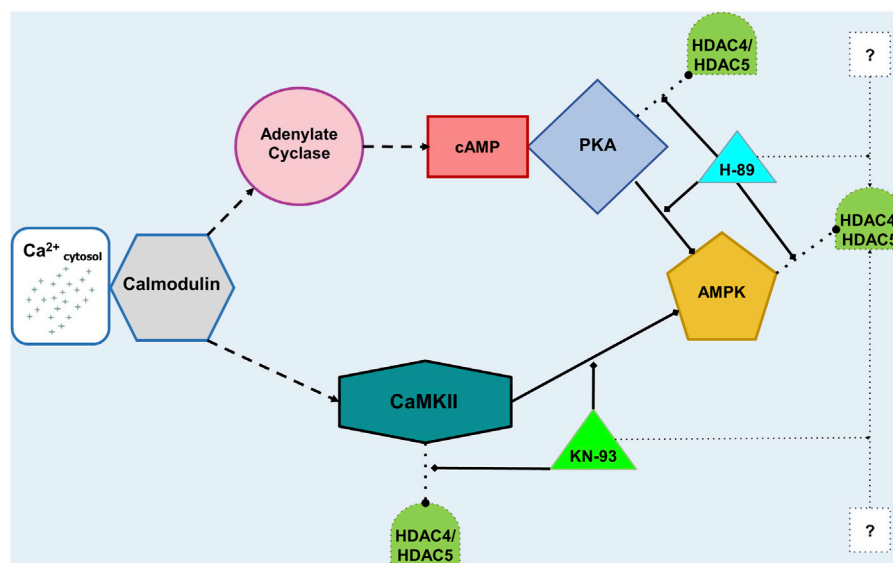 HDAC4/
HDAC5
?
Adenylate
Cyclase
cAMP
PKA
H-89
HDAC4/
HDAC5
Ca²⁺ cytosol
Calmodulin
AMPK
CaMKII
KN-93
HDAC4/
HDAC5
?